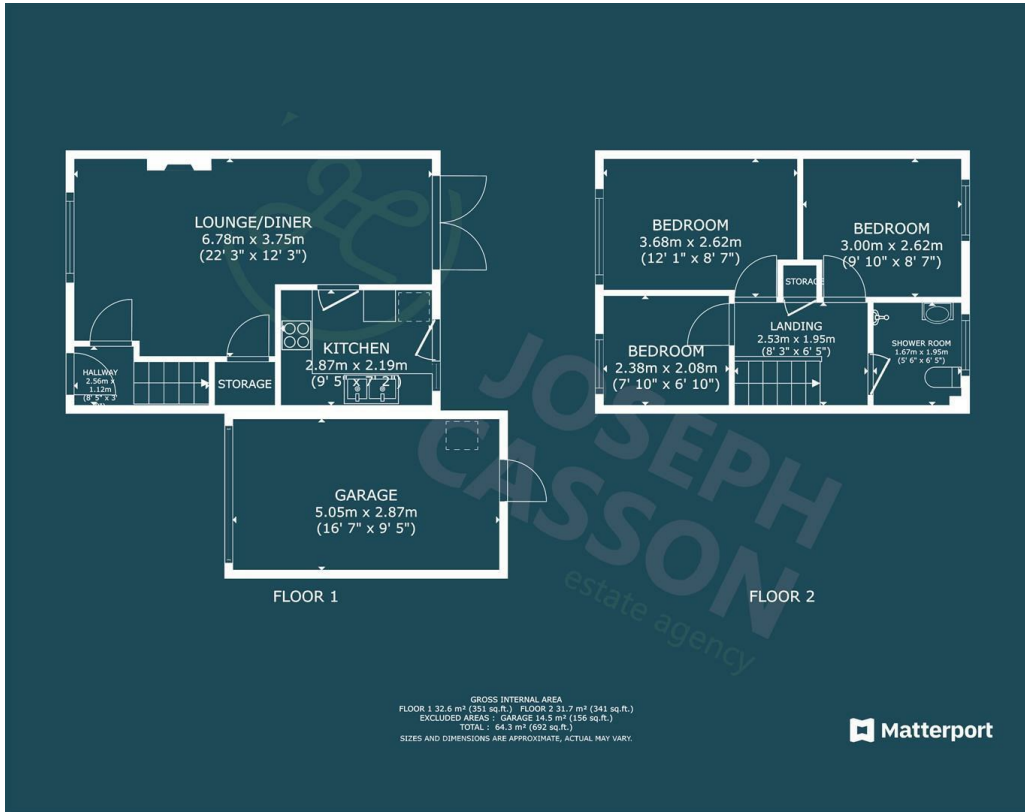 LOUNGE/DINER
6.78m x 3.75m
(22' 3" x 12' 3")
HALLWAY
2.56m x
1.12m
(8' 5" x 3'
STORAGE
KITCHEN
2.87m x 2.19m
(9' 5" x 7' 2")
GARAGE
5.05m x 2.87m
(16' 7" x 9' 5")
FLOOR 1
BEDROOM
3.68m x 2.62m
(12' 1" x 8' 7")
BEDROOM
3.00m x 2.62m
(9' 10" x 8' 7")
STORAGE
BEDROOM
2.38m x 2.08m
(7' 10" x 6' 10")
LANDING
2.53m x 1.95m
(8' 3" x 6' 5")
SHOWER ROOM
1.67m x 1.95m
(5' 6" x 6' 5")
FLOOR 2
JOSEPH
CASSON
estate agency
GROSS INTERNAL AREA
FLOOR 1 32.6 m² (351 sq.ft.) FLOOR 2 31.7 m² (341 sq.ft.)
EXCLUDED AREAS : GARAGE 14.5 m² (156 sq.ft.)
TOTAL : 64.3 m² (692 sq.ft.)
SIZES AND DIMENSIONS ARE APPROXIMATE, ACTUAL MAY VARY.
Matterport